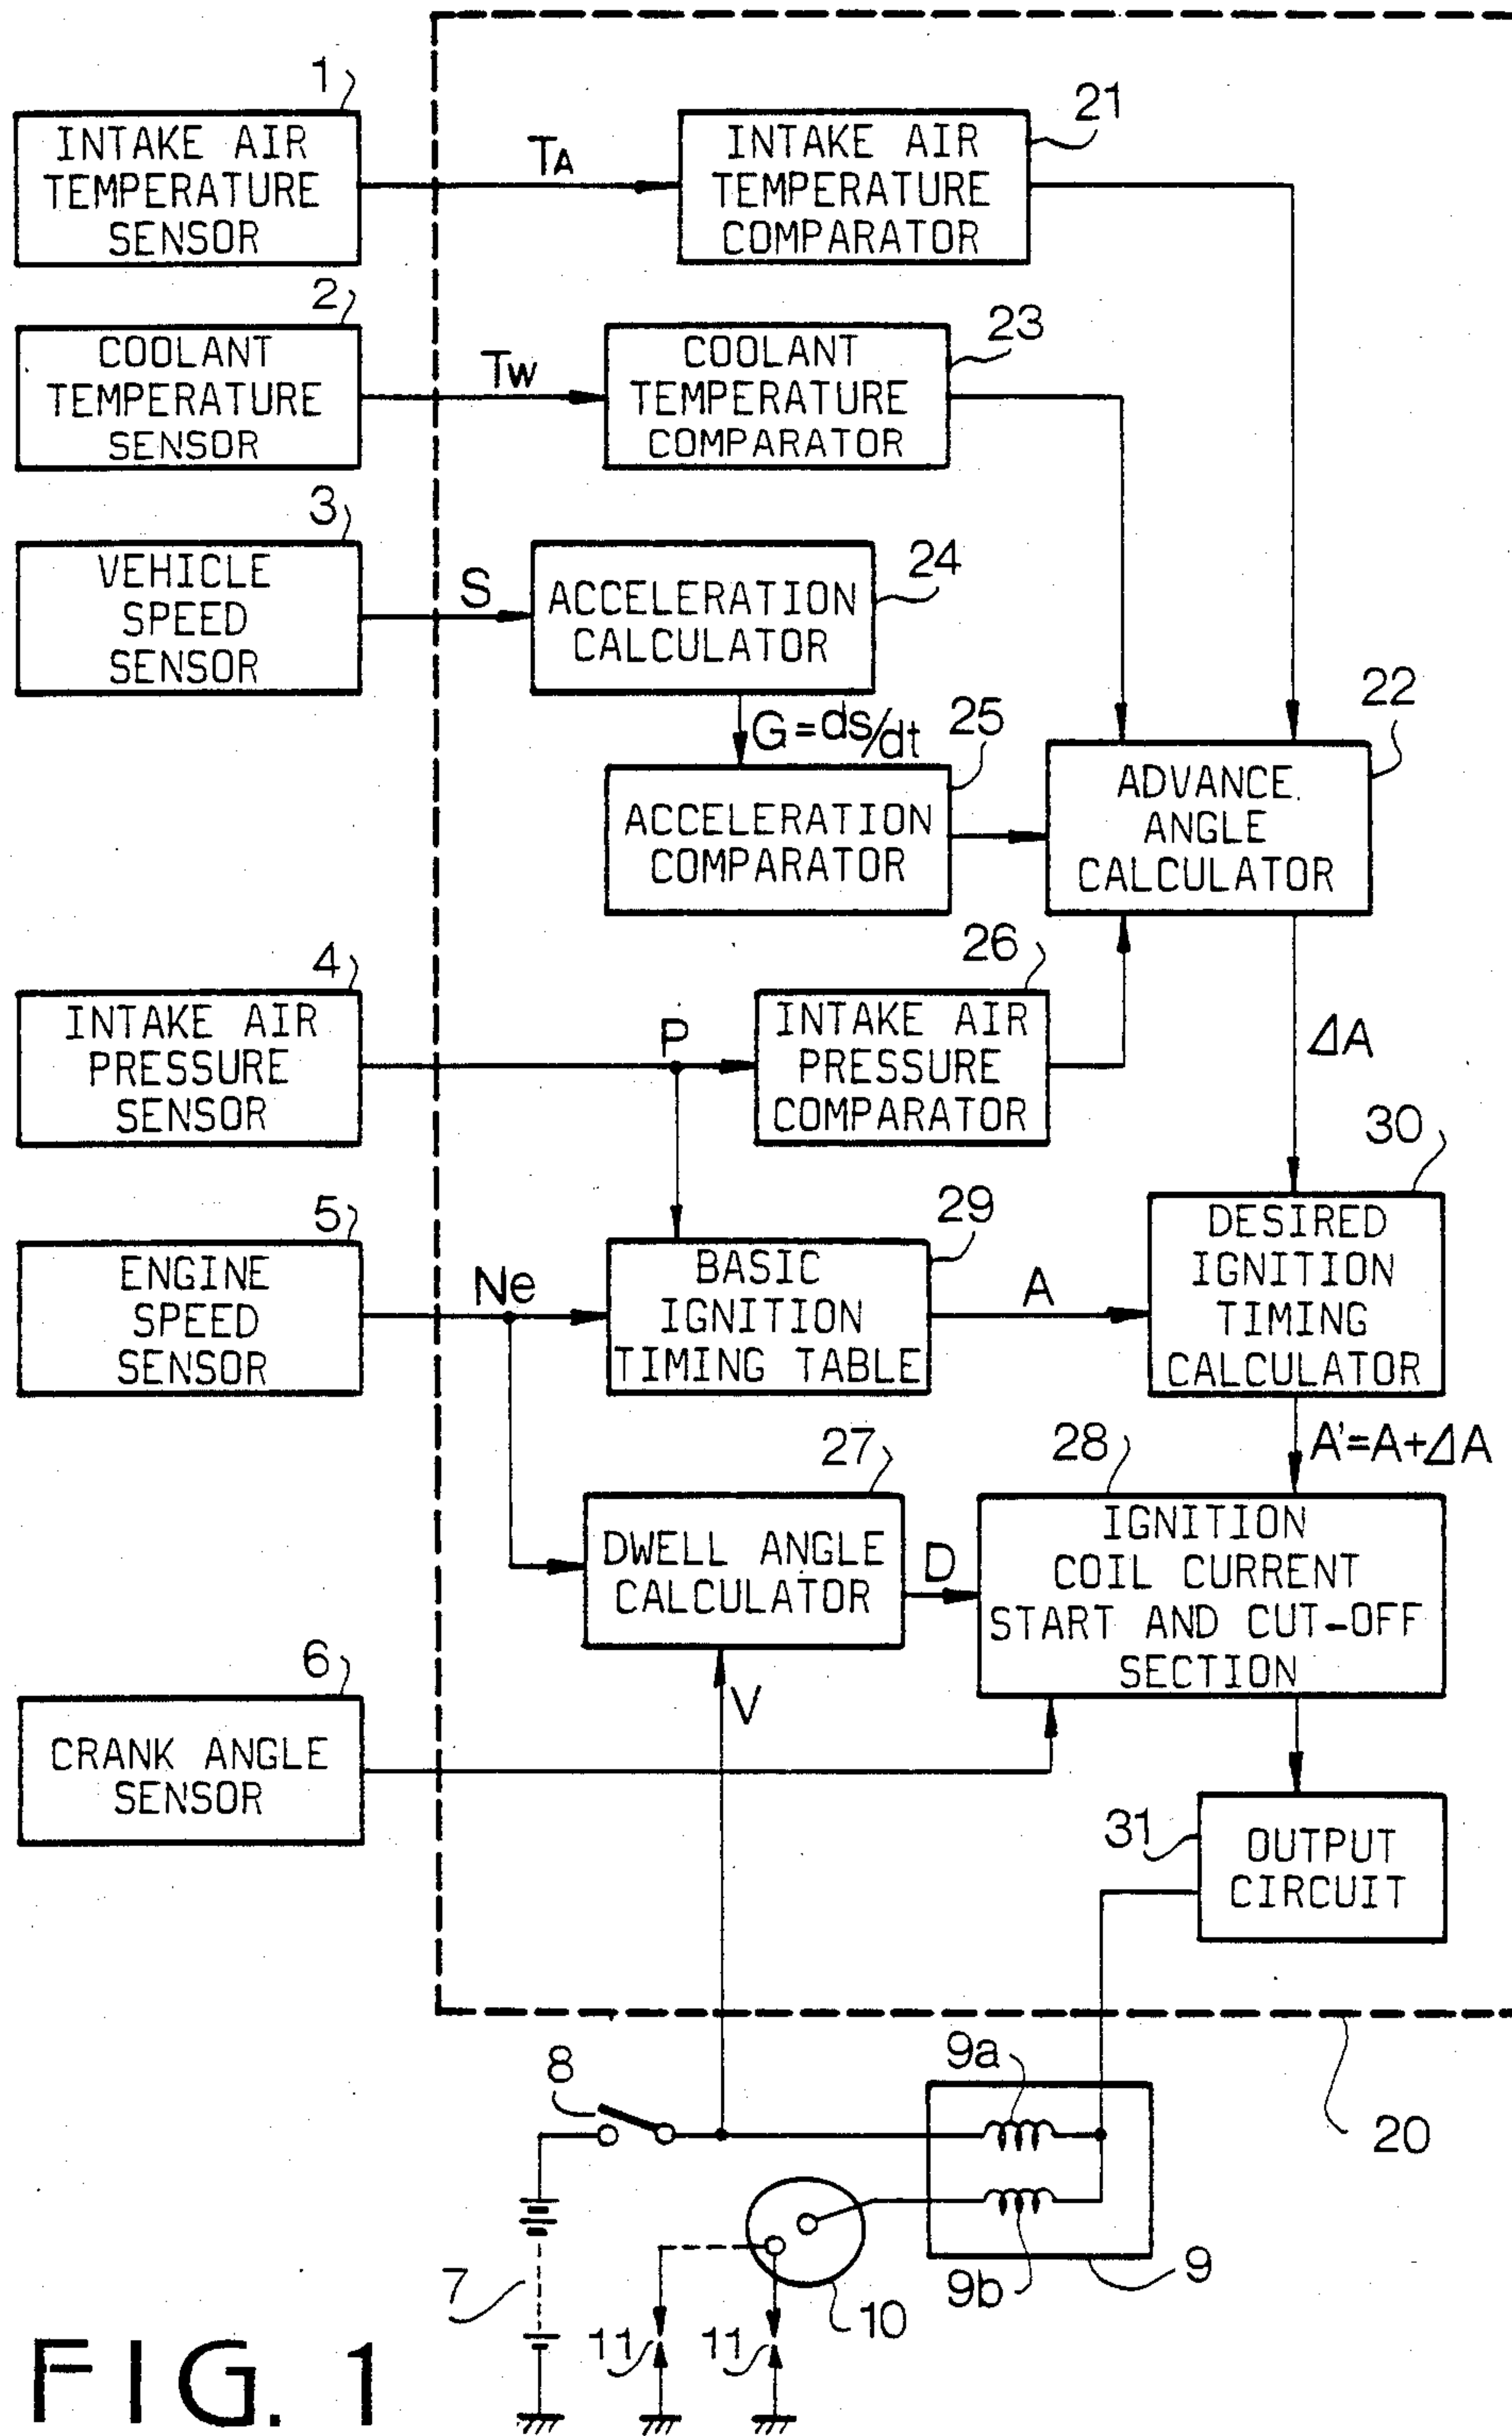 1
INTAKE AIR
TEMPERATURE
SENSOR
TA
21
INTAKE AIR
TEMPERATURE
COMPARATOR
2
COOLANT
TEMPERATURE
SENSOR
TW
23
COOLANT
TEMPERATURE
COMPARATOR
3
VEHICLE
SPEED
SENSOR
S
24
ACCELERATION
CALCULATOR
G=ds/dt
25
ACCELERATION
COMPARATOR
22
ADVANCE
ANGLE
CALCULATOR
4
INTAKE AIR
PRESSURE
SENSOR
P
26
INTAKE AIR
PRESSURE
COMPARATOR
ΔA
5
ENGINE
SPEED
SENSOR
Ne
29
BASIC
IGNITION
TIMING TABLE
A
30
DESIRED
IGNITION
TIMING
CALCULATOR
A'=A+ΔA
27
DWELL ANGLE
CALCULATOR
D
28
IGNITION
COIL CURRENT
START AND CUT-OFF
SECTION
6
CRANK ANGLE
SENSOR
V
31
OUTPUT
CIRCUIT
8
9a
20
7
9b
9
10
11
11
FIG. 1